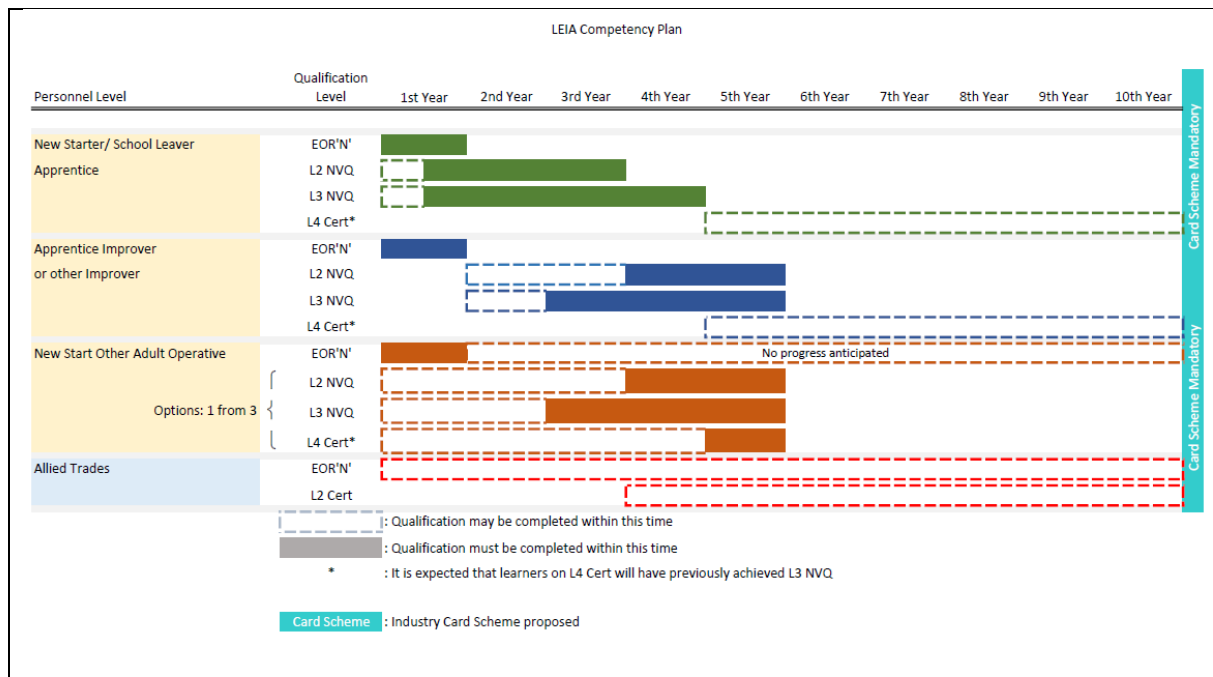 LEIA Competency Plan
Qualification
Personnel Level Level 1st Year 2nd Year 3rd Year 4th Year 5th Year 6th Year 7th Year 8th Year 9th Year 10th Year
New Starter/ School Leaver EOR'N'
Apprentice L2 NVQ
L3 NVQ
L4 Cert*
Apprentice Improver EOR'N'
or other Improver L2 NVQ
L3 NVQ
L4 Cert*
New Start Other Adult Operative EOR'N' No progress anticipated
L2 NVQ
Options: 1 from 3 { L3 NVQ
L4 Cert*
Allied Trades EOR'N'
L2 Cert
Card Scheme Mandatory
Card Scheme Mandatory
: Qualification may be completed within this time
: Qualification must be completed within this time
* : It is expected that learners on L4 Cert will have previously achieved L3 NVQ
Card Scheme : Industry Card Scheme proposed